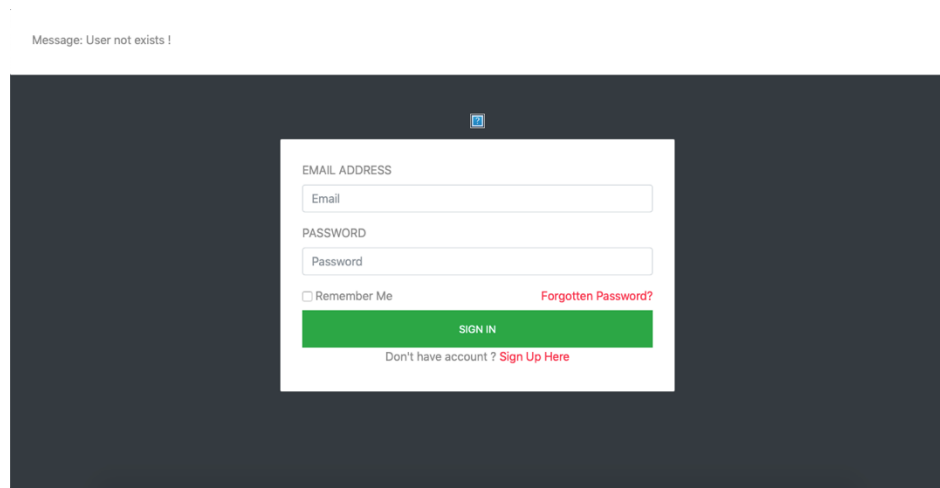 Message: User not exists !
EMAIL ADDRESS
Email
PASSWORD
Password
Remember Me
Forgotten Password?
SIGN IN
Don't have account ? Sign Up Here